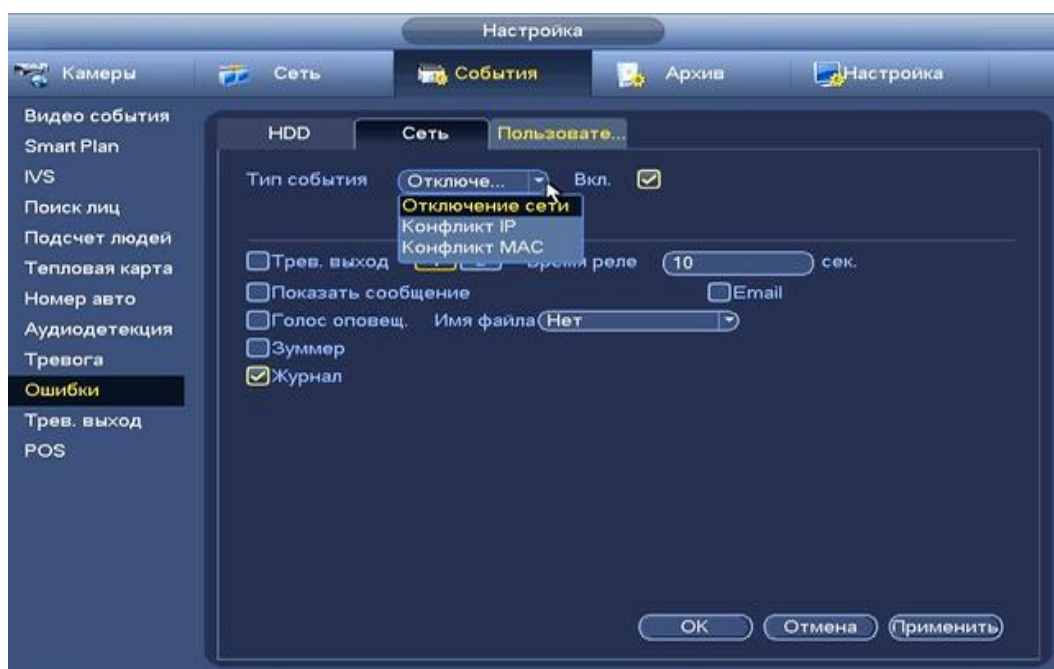 Настройка
Камеры Сеть События Архив Настройка
Видео события
Smart Plan
IVS
Поиск лиц
Подсчет людей
Тепловая карта
Номер авто
Аудиодетекция
Тревога
Ошибки
Трев. выход
POS
HDD Сеть Пользовате...
Тип события Отключе... Вкл.
Отключение сети
Конфликт IP
Конфликт MAC
Трев. выход реле 10 сек.
Показать сообщение Email
Голос оповещ. Имя файла Нет
Зуммер
Журнал
OK Отмена Применить